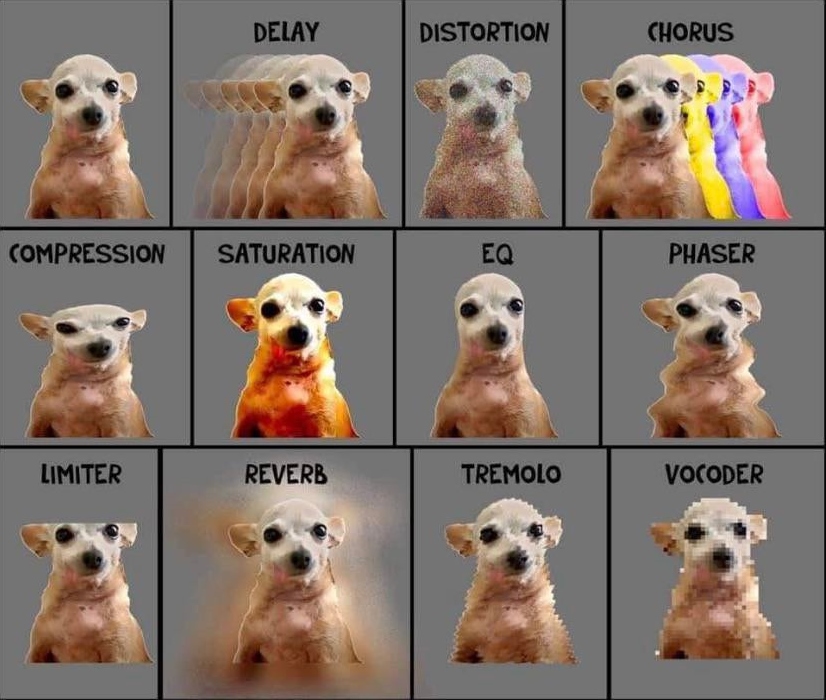 DELAY
DISTORTION
CHORUS
COMPRESSION
SATURATION
EQ
PHASER
LIMITER
REVERB
TREMOLO
VOCODER